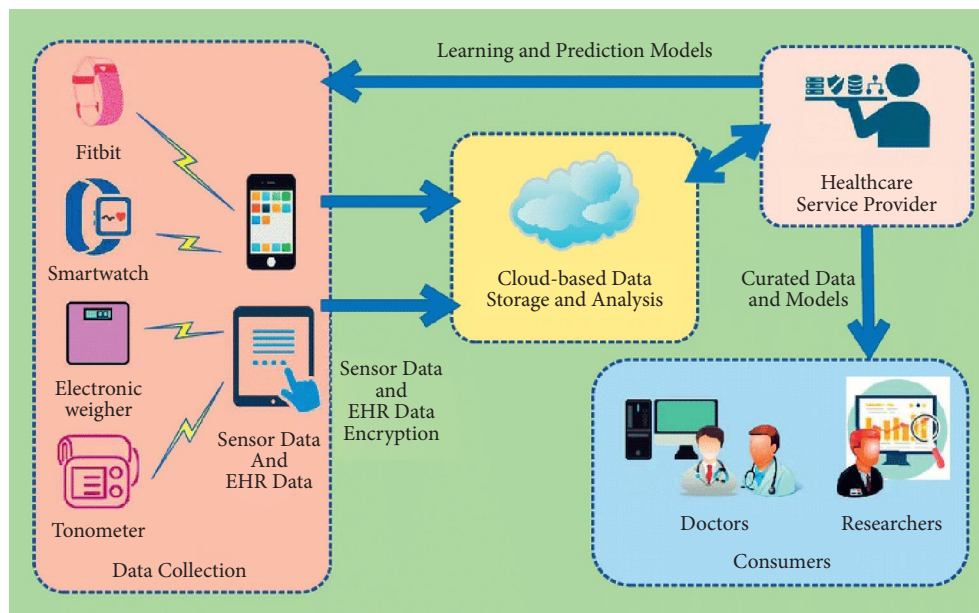 Learning and Prediction Models
Fitbit
Smartwatch
Electronic
weigher
Tonometer
Sensor Data
And
EHR Data
Data Collection
Sensor Data
and
EHR Data
Encryption
Cloud-based Data
Storage and Analysis
Healthcare
Service Provider
Curated Data
and Models
Doctors
Researchers
Consumers